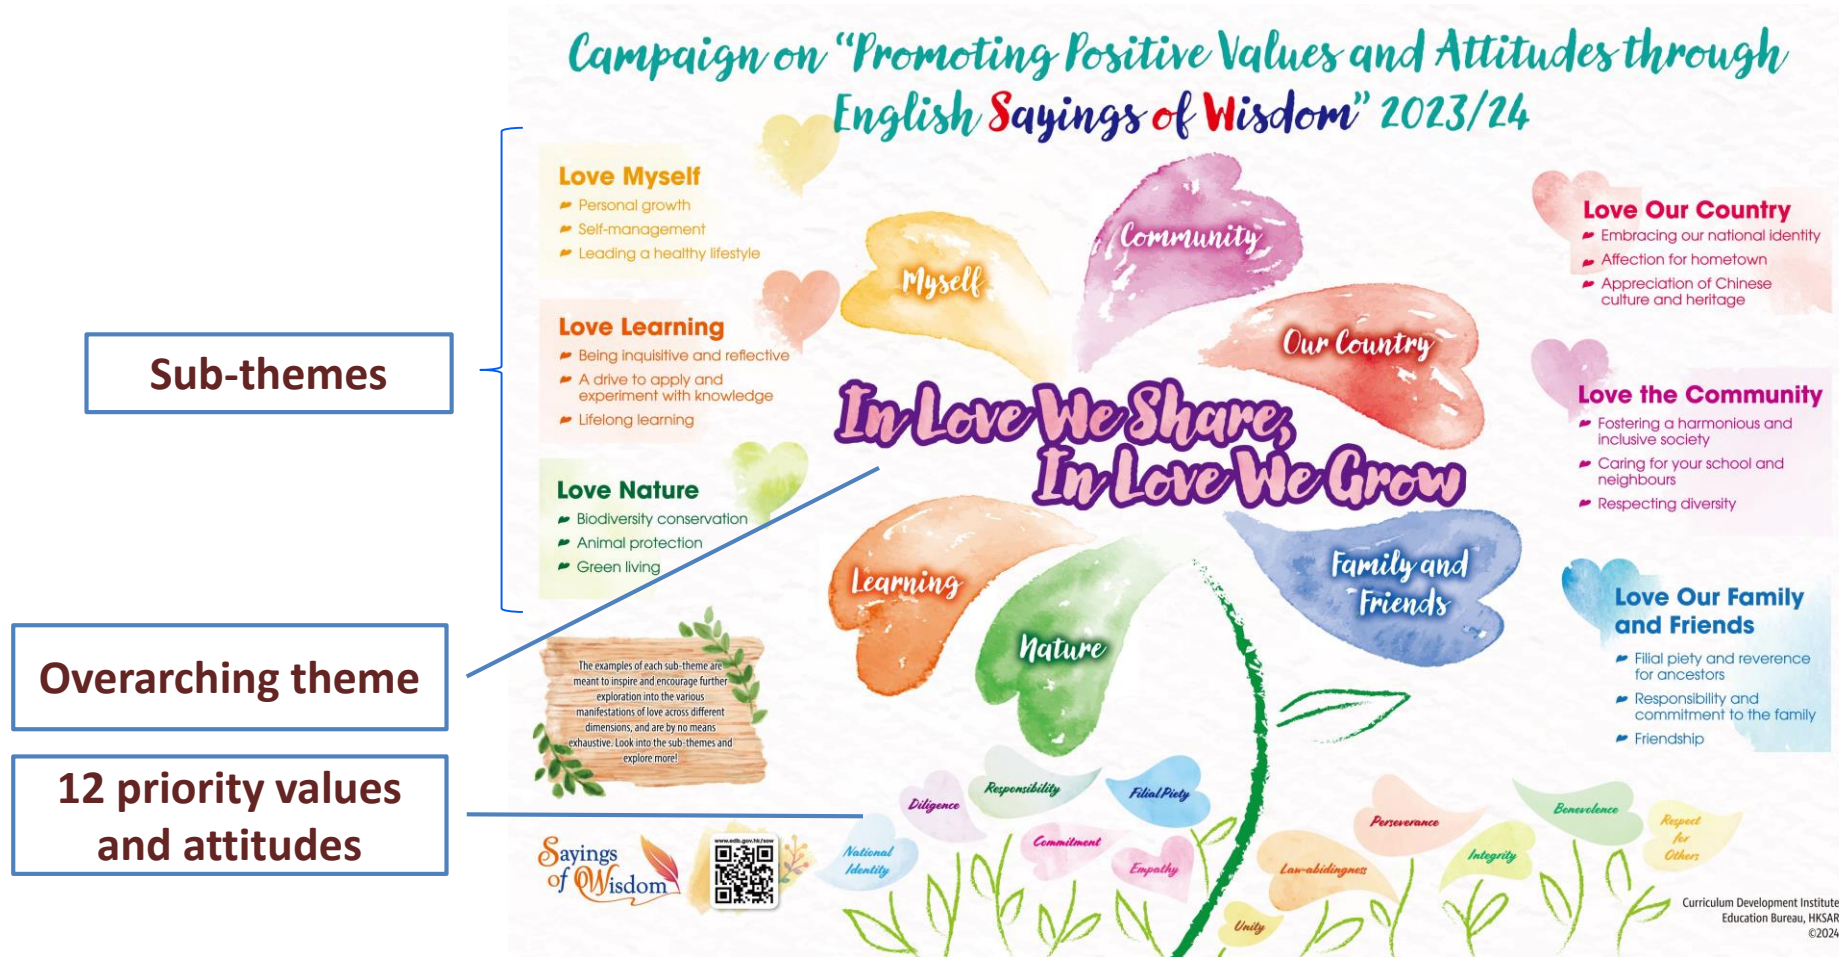 Campaign on “Promoting Positive Values and Attitudes through
English Sayings of Wisdom” 2023/24
Sub-themes
Overarching theme
12 priority values
and attitudes
Love Myself
Personal growth
Self-management
Leading a healthy lifestyle
Love Learning
Being inquisitive and reflective
A drive to apply and
experiment with knowledge
Lifelong learning
Love Nature
Biodiversity conservation
Animal protection
Green living
The examples of each sub-theme are
meant to inspire and encourage further
exploration into the various
manifestations of love across different
dimensions, and are by no means
exhaustive. Look into the sub-themes and
explore more!
Myself
Community
Our Country
In Love We Share,
In Love We Grow
Learning
Nature
Family and
Friends
Love Our Country
Embracing our national identity
Affection for hometown
Appreciation of Chinese
culture and heritage
Love the Community
Fostering a harmonious and
inclusive society
Caring for your school and
neighbours
Respecting diversity
Love Our Family
and Friends
Filial piety and reverence
for ancestors
Responsibility and
commitment to the family
Friendship
Sayings
of Wisdom
www.edb.gov.hk/sow
National
Identity
Diligence
Responsibility
Commitment
Filial Piety
Empathy
Unity
Law-abidingness
Perseverance
Integrity
Benevolence
Respect
for
Others
Curriculum Development Institute
Education Bureau, HKSAR
©2024